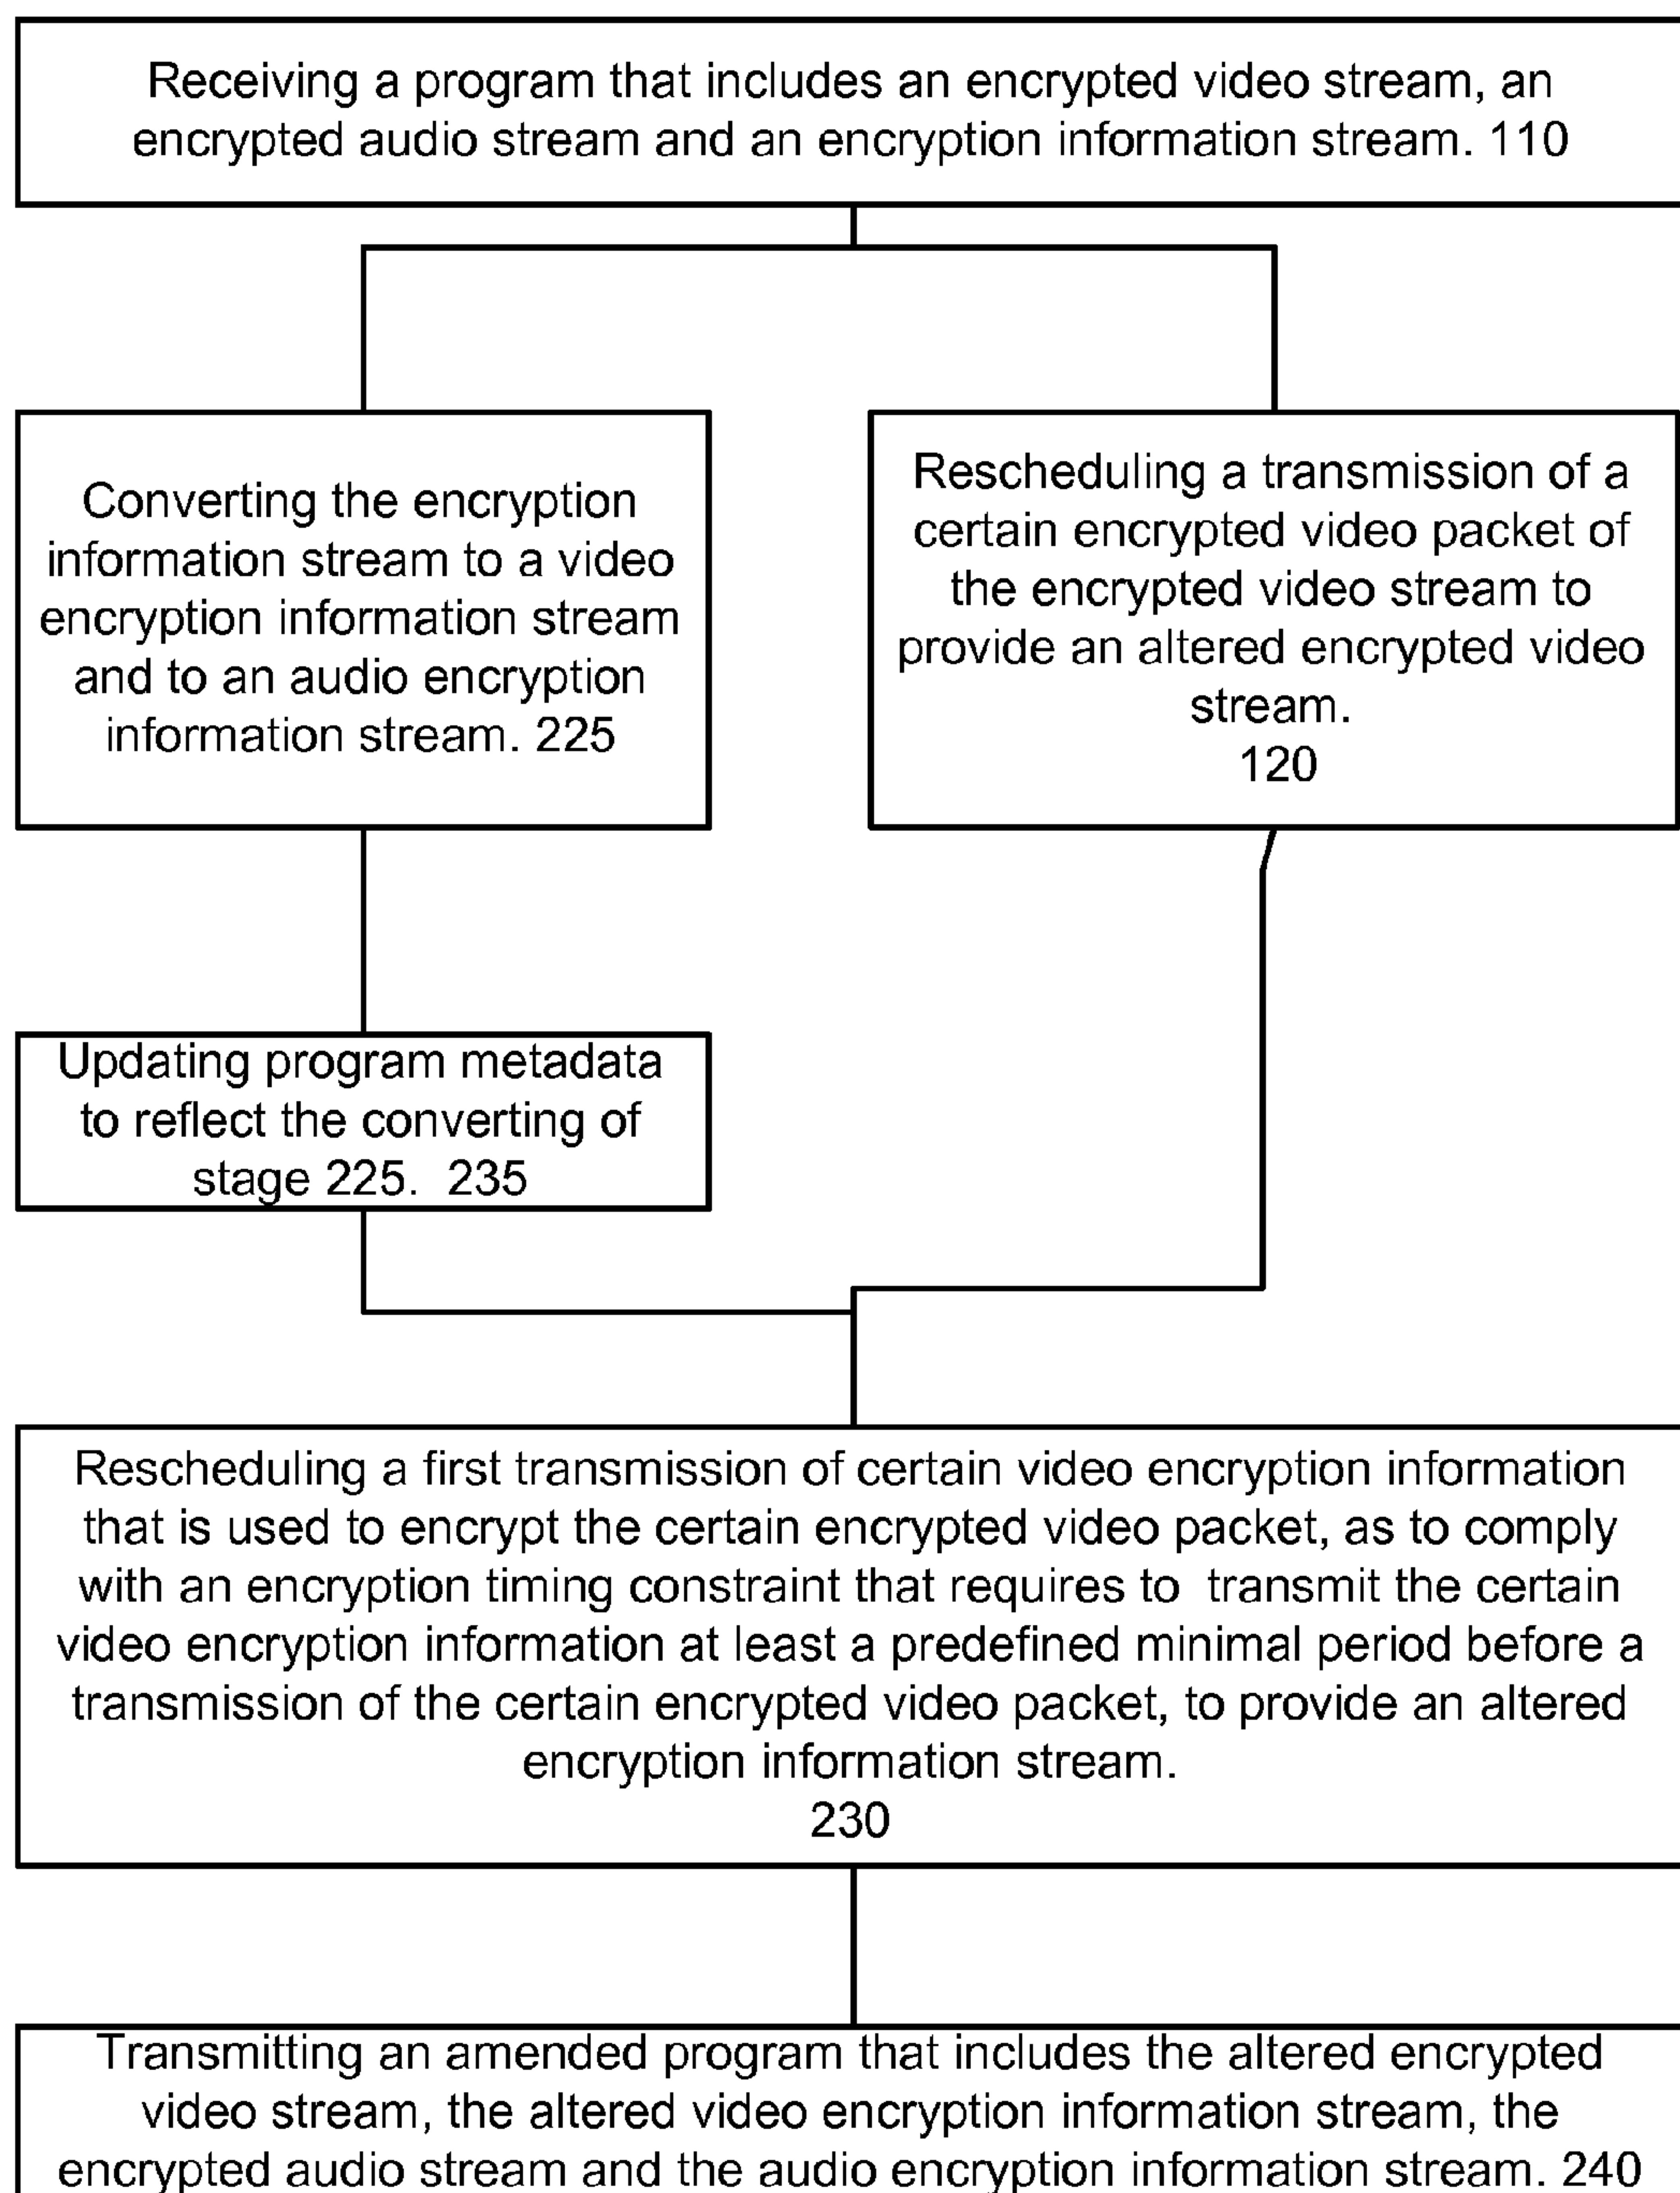 Receiving a program that includes an encrypted video stream, an
encrypted audio stream and an encryption information stream. 110
Converting the encryption
information stream to a video
encryption information stream
and to an audio encryption
information stream. 225
Rescheduling a transmission of a
certain encrypted video packet of
the encrypted video stream to
provide an altered encrypted video
stream.
120
Updating program metadata
to reflect the converting of
stage 225.  235
Rescheduling a first transmission of certain video encryption information
that is used to encrypt the certain encrypted video packet, as to comply
with an encryption timing constraint that requires to  transmit the certain
video encryption information at least a predefined minimal period before a
transmission of the certain encrypted video packet, to provide an altered
encryption information stream.
230
Transmitting an amended program that includes the altered encrypted
video stream, the altered video encryption information stream, the
encrypted audio stream and the audio encryption information stream. 240